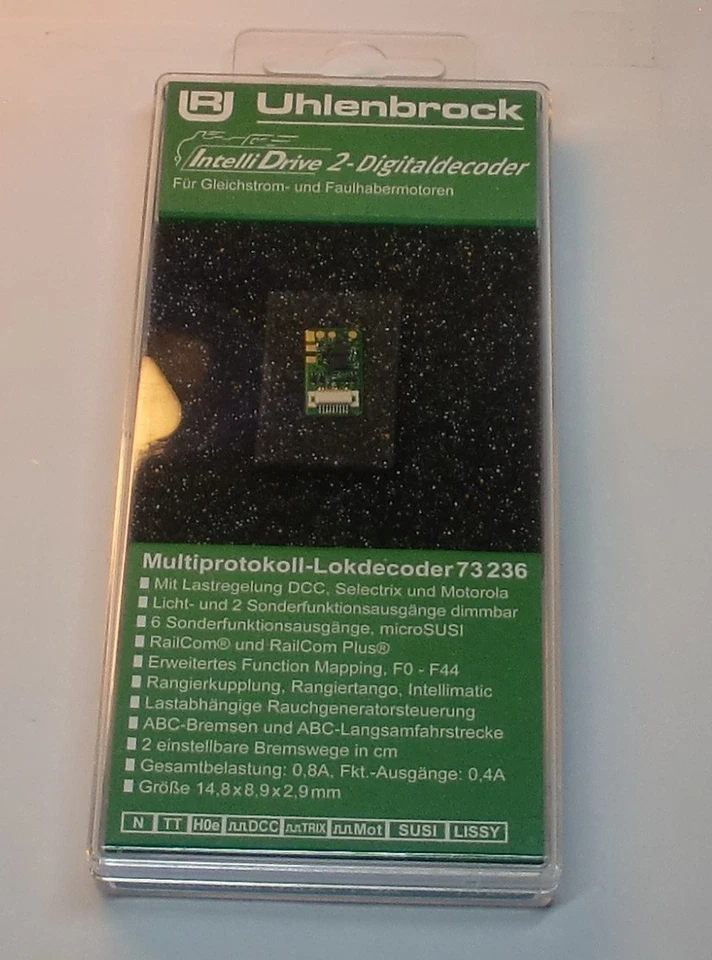 UR Uhlenbrock
IntelliDrive 2-Digitaldecoder
Für Gleichstrom- und Faulhabermotoren
Multiprotokoll-Lokdecoder 73 236
Mit Lastregelung DCC, Selectrix und Motorola
Licht- und 2 Sonderfunktionsausgänge dimmbar
6 Sonderfunktionsausgänge, microSUSI
RailCom® und RailCom Plus®
Erweitertes Function Mapping, F0 - F44
Rangierkupplung, Rangiertango, Intellimatic
Lastabhängige Rauchgeneratorsteuerung
ABC-Bremsen und ABC-Langsamfahrstrecke
2 einstellbare Bremswege in cm
Gesamtbelastung: 0,8A, Fkt.-Ausgänge: 0,4A
Größe 14,8x8,9x2,9mm
N TT H0e DCC TRIX Mot SUSI LISSY